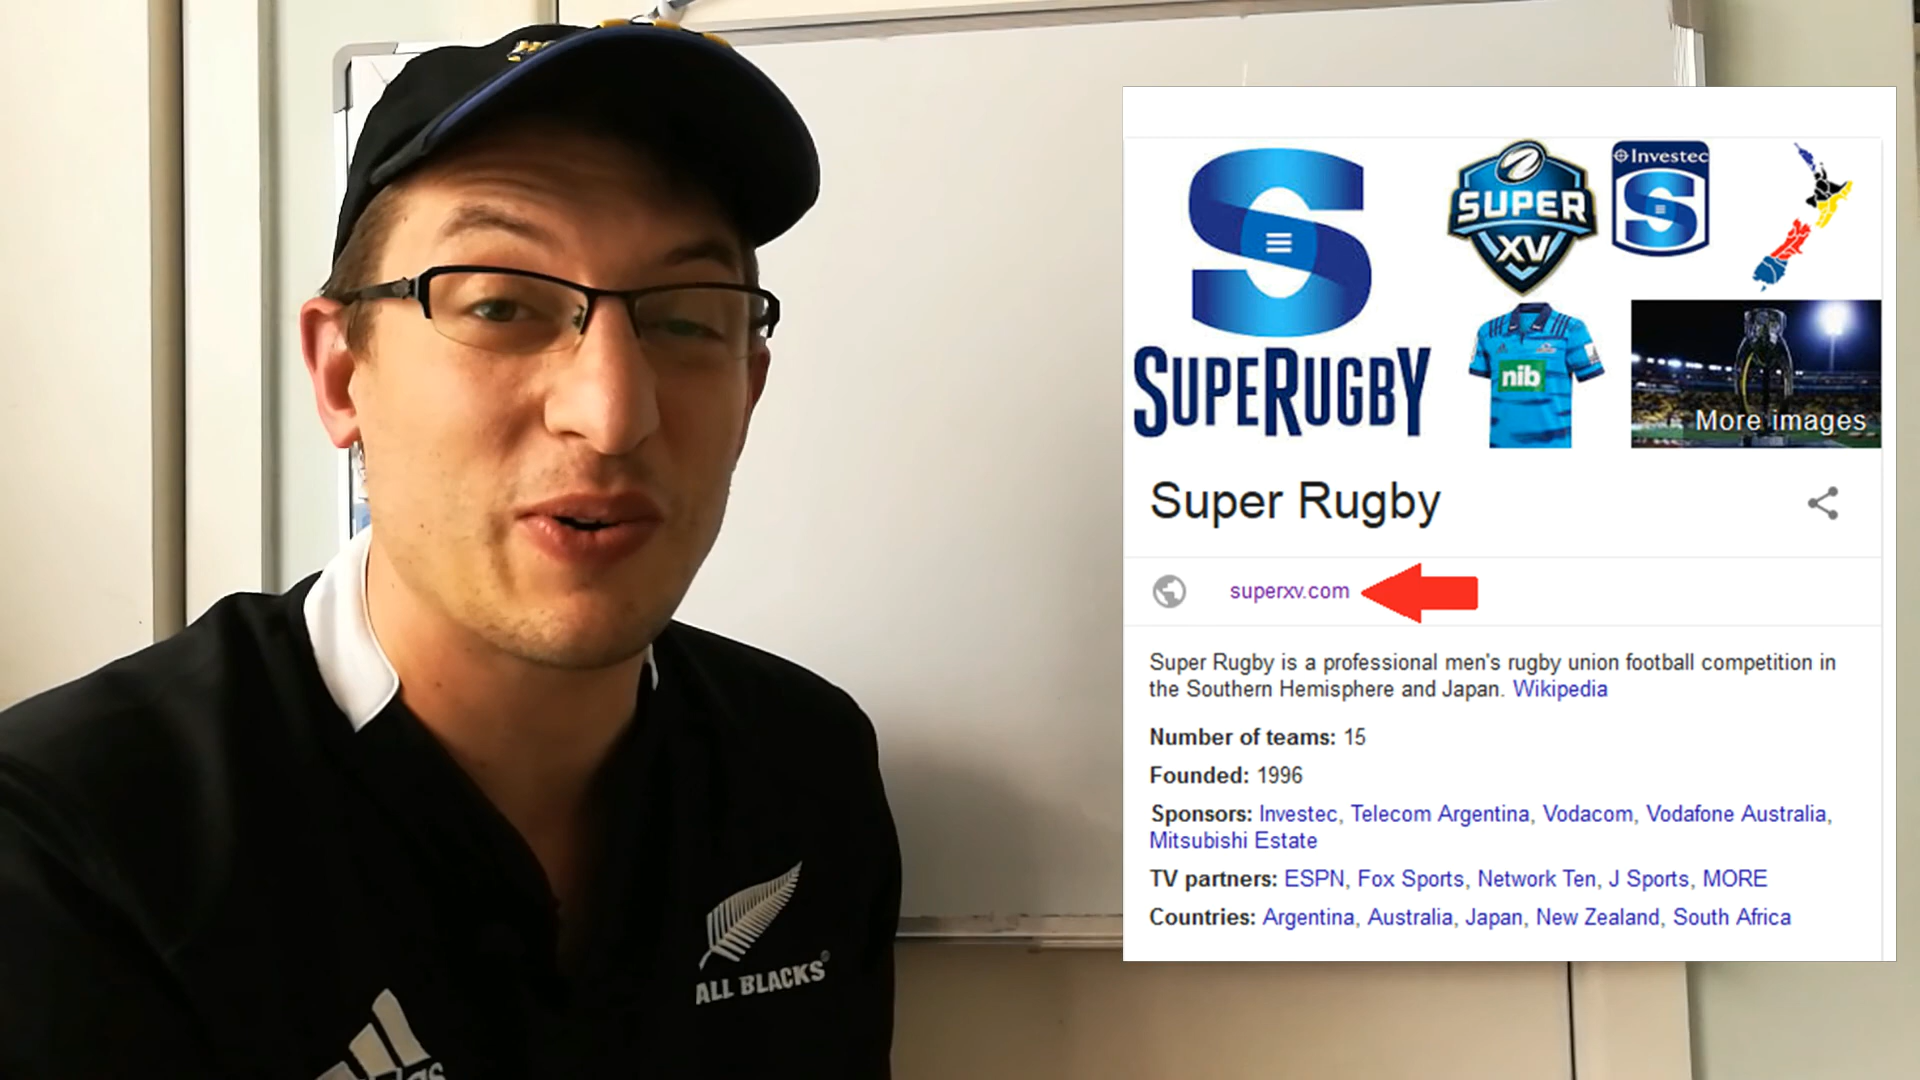 ALL BLACKS®
SUPERUGBY
SUPER
XV
Investec
nib
More images
Super Rugby
superxv.com
Super Rugby is a professional men's rugby union football competition in
the Southern Hemisphere and Japan. Wikipedia
Number of teams: 15
Founded: 1996
Sponsors: Investec, Telecom Argentina, Vodacom, Vodafone Australia,
Mitsubishi Estate
TV partners: ESPN, Fox Sports, Network Ten, J Sports, MORE
Countries: Argentina, Australia, Japan, New Zealand, South Africa